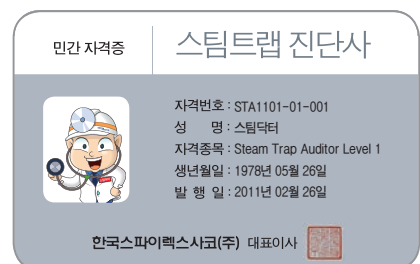 민간 자격증
스팀트랩 진단사
자격번호 : STA1101-01-001
성 명 : 스팀닥터
자격종목 : Steam Trap Auditor Level 1
생년월일 : 1978년 05월 26일
발 행 일 : 2011년 02월 26일
한국스파이렉스사코(주) 대표이사